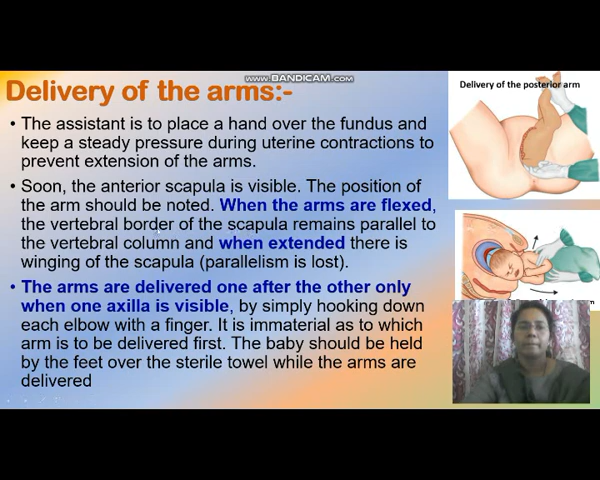 WWW.BANDICAM.COM
Delivery of the arms:-
Delivery of the posterior arm
• The assistant is to place a hand over the fundus and
keep a steady pressure during uterine contractions to
prevent extension of the arms.
• Soon, the anterior scapula is visible. The position of
the arm should be noted. When the arms are flexed,
the vertebral border of the scapula remains parallel to
the vertebral column and when extended there is
winging of the scapula (parallelism is lost).
• The arms are delivered one after the other only
when one axilla is visible, by simply hooking down
each elbow with a finger. It is immaterial as to which
arm is to be delivered first. The baby should be held
by the feet over the sterile towel while the arms are
delivered